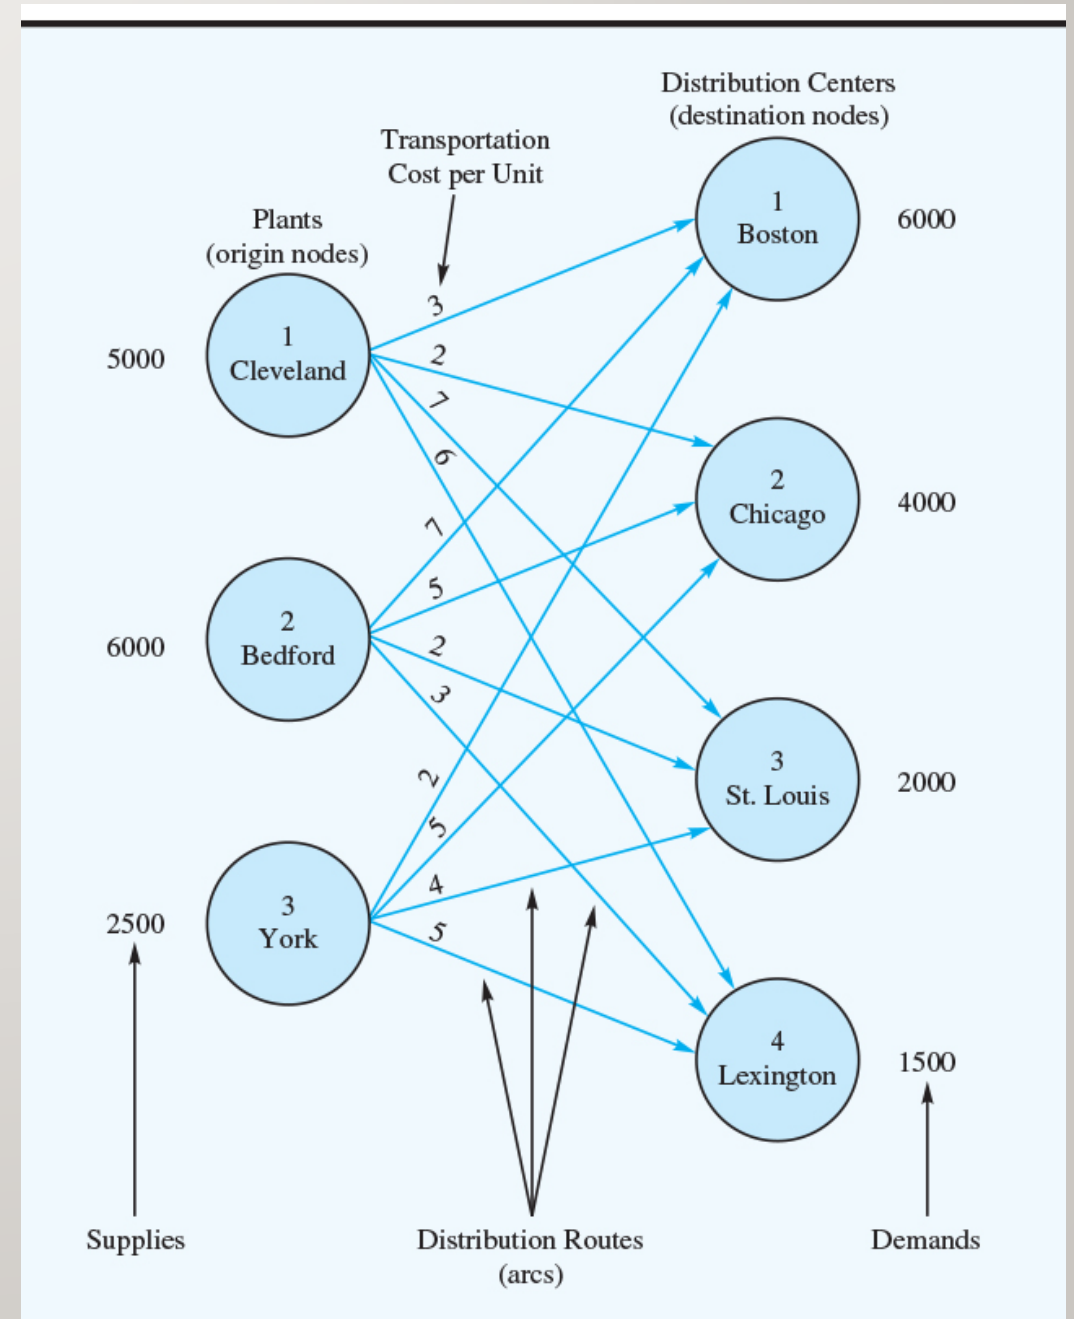 Distribution Centers
(destination nodes)
Transportation
Cost per Unit
Plants
(origin nodes)
1
Boston
6000
3
5000
1
Cleveland
2
7
6
2
Chicago
4000
7
5
6000
2
Bedford
2
3
2
3
St. Louis
2000
5
4
2500
3
York
5
4
Lexington
1500
Supplies
Distribution Routes
(arcs)
Demands